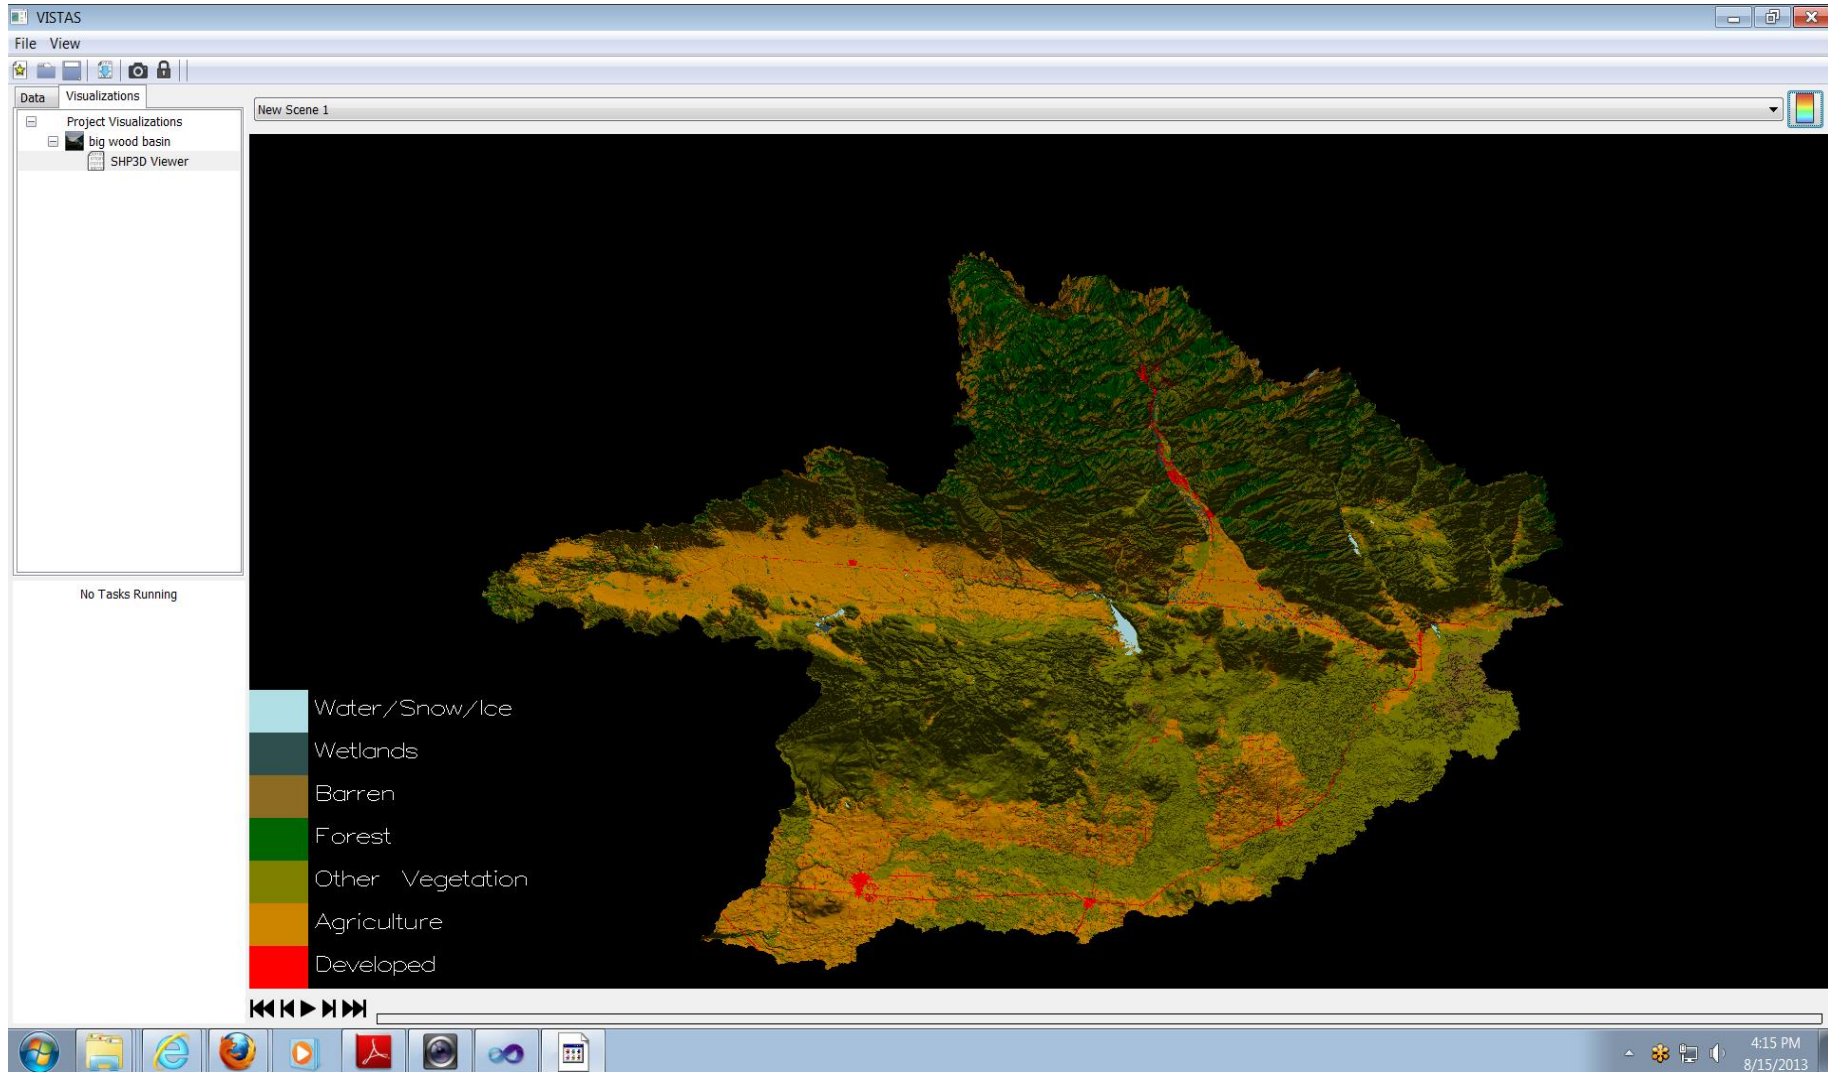 VISTAS
File View
Data Visualizations
Project Visualizations
big wood basin
SHP3D Viewer
No Tasks Running
New Scene 1
Water/Snow/Ice
Wetlands
Barren
Forest
Other Vegetation
Agriculture
Developed
4:15 PM
8/15/2013